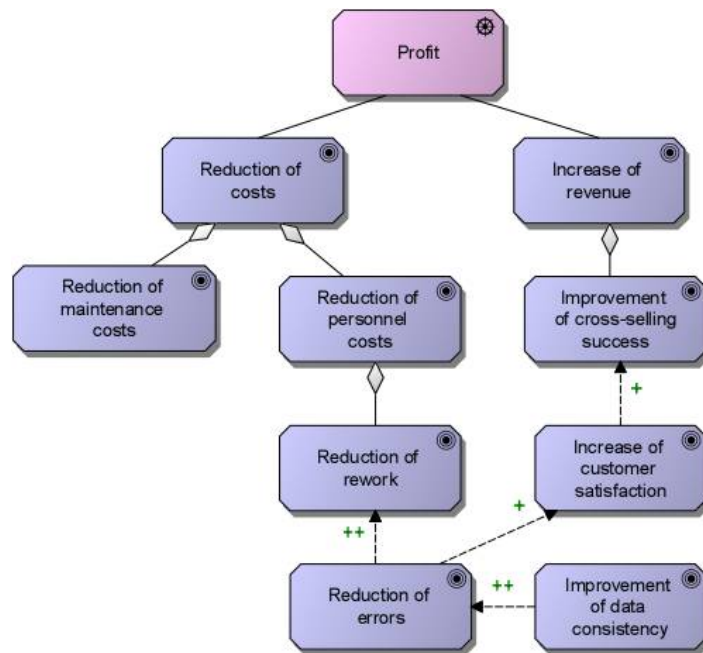 Profit
Reduction of
costs
Increase of
revenue
Reduction of
maintenance
costs
Reduction of
personnel
costs
Improvement
of cross-selling
success
+
Reduction of
rework
Increase of
customer
satisfaction
++
+
Reduction of
errors
++
Improvement
of data
consistency